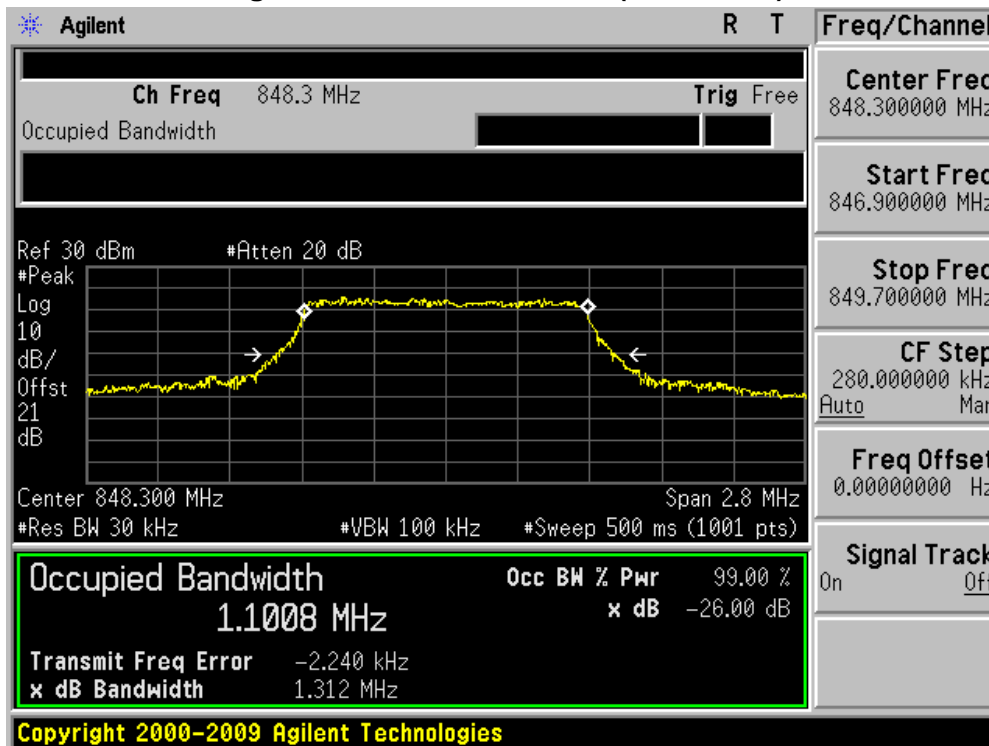 Agilent R T Freq/Channel
Ch Freq 848.3 MHz Trig Free
Occupied Bandwidth
Center Freq
848.300000 MHz
Start Freq
846.900000 MHz
Stop Freq
849.700000 MHz
CF Step
280.000000 kHz
Auto Man
Freq Offset
0.00000000 Hz
Signal Track
On Off
Ref 30 dBm #Atten 20 dB
#Peak
Log
10
dB/
Offst
21
dB
Center 848.300 MHz Span 2.8 MHz
#Res BW 30 kHz #VBW 100 kHz #Sweep 500 ms (1001 pts)
Occupied Bandwidth Occ BW % Pwr 99.00 %
1.1008 MHz x dB -26.00 dB
Transmit Freq Error -2.240 kHz
x dB Bandwidth 1.312 MHz
Copyright 2000-2009 Agilent Technologies